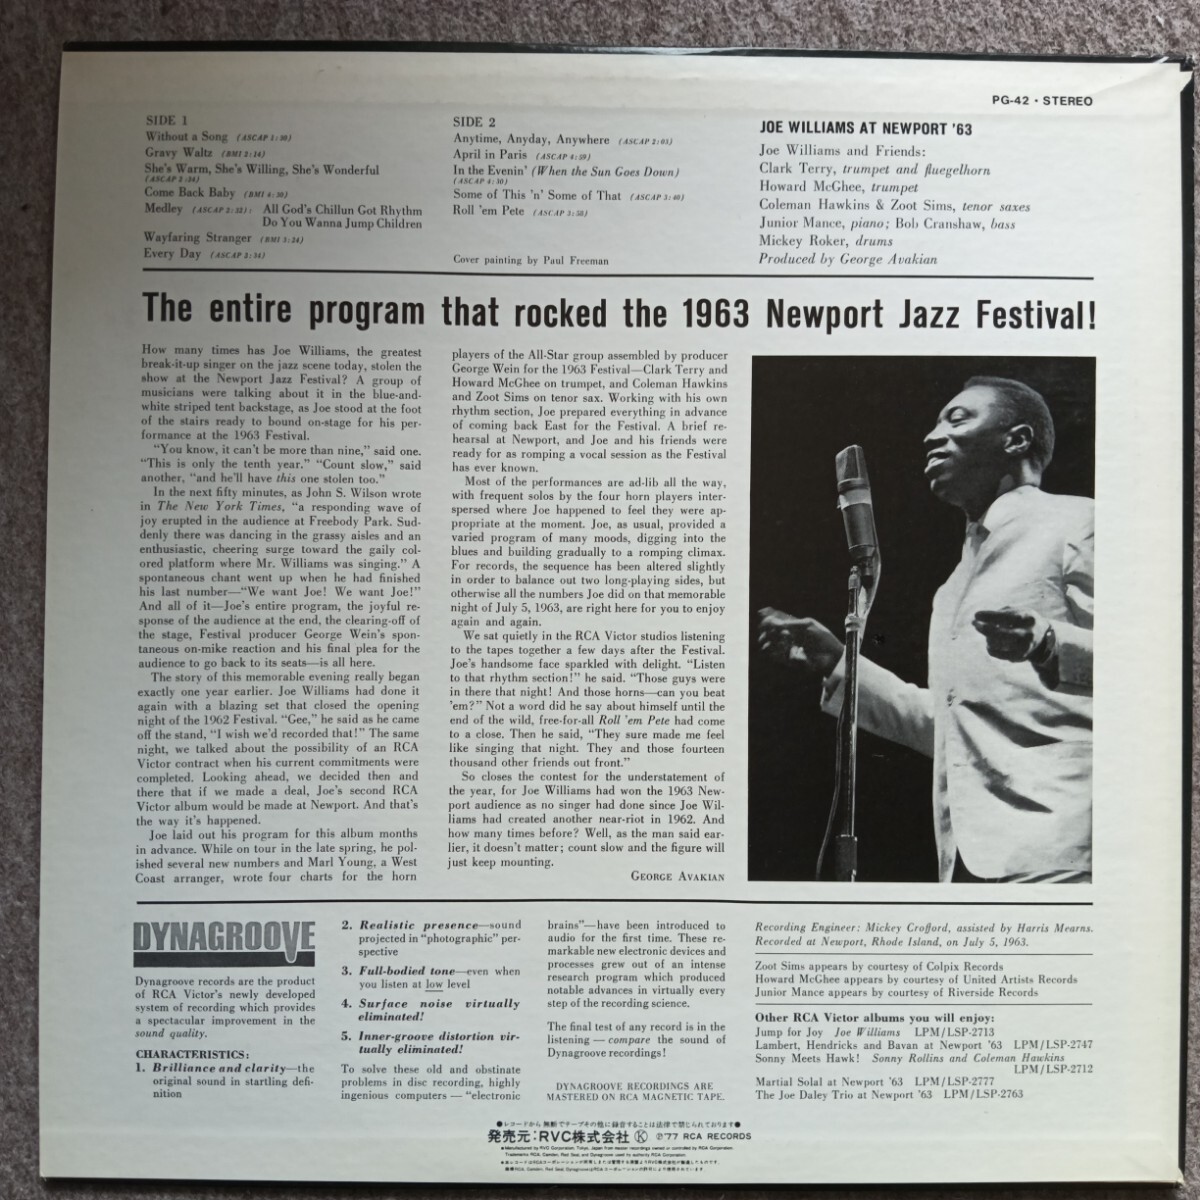 PG-42・STEREO
SIDE 1
Without a Song (ASCAP 1:30)
Gravy Waltz (BMI 2:14)
She's Warm, She's Willing, She's Wonderful
Come Back Baby (BMI 4:30)
Medley (ASCAP 2:52): All God's Chillun Got Rhythm
Do You Wanna Jump Children
Wayfaring Stranger (BMI 5:24)
Every Day (ASCAP 2:34)
SIDE 2
Anytime, Anyday, Anywhere (ASCAP 2:05)
April in Paris (ASCAP 4:59)
In the Evenin' (When the Sun Goes Down)
(ASCAP 4:10)
Some of This 'n' Some of That (ASCAP 3:40)
Roll 'em Pete (ASCAP 3:58)
Cover painting by Paul Freeman
JOE WILLIAMS AT NEWPORT '63
Joe Williams and Friends:
Clark Terry, trumpet and fluegelhorn
Howard McGhee, trumpet
Coleman Hawkins & Zoot Sims, tenor saxes
Junior Mance, piano; Bob Cranshaw, bass
Mickey Roker, drums
Produced by George Avakian
The entire program that rocked the 1963 Newport Jazz Festival!
How many times has Joe Williams, the greatest
break-it-up singer on the jazz scene today, stolen the
show at the Newport Jazz Festival? A group of
musicians were talking about it in the blue-and-
white striped tent backstage, as Joe stood at the foot
of the stairs ready to bound on-stage for his per-
formance at the 1963 Festival.
"You know, it can't be more than nine," said one.
"This is only the tenth year." "Count slow," said
another, "and he'll have this one stolen too."
In the next fifty minutes, as John S. Wilson wrote
in The New York Times, "a responding wave of
joy erupted in the audience at Freebody Park. Sud-
denly there was dancing in the grassy aisles and an
enthusiastic, cheering surge toward the gaily col-
ored platform where Mr. Williams was singing." A
spontaneous chant went up when he had finished
his last number—"We want Joe! We want Joe!"
And all of it—Joe's entire program, the joyful re-
sponse of the audience at the end, the clearing-off of
the stage, Festival producer George Wein's spon-
taneous on-mike reaction and his final plea for the
audience to go back to its seats—is all here.
The story of this memorable evening really began
exactly one year earlier. Joe Williams had done it
again with a blazing set that closed the opening
night of the 1962 Festival. "Gee," he said as he came
off the stand, "I wish we'd recorded that!" The same
night, we talked about the possibility of an RCA
Victor contract when his current commitments were
completed. Looking ahead, we decided then and
there that if we made a deal, Joe's second RCA
Victor album would be made at Newport. And that's
the way it's happened.
Joe laid out his program for this album months
in advance. While on tour in the late spring, he pol-
ished several new numbers and Marl Young, a West
Coast arranger, wrote four charts for the horn
players of the All-Star group assembled by producer
George Wein for the 1963 Festival—Clark Terry and
Howard McGhee on trumpet, and Coleman Hawkins
and Zoot Sims on tenor sax. Working with his own
rhythm section, Joe prepared everything in advance
of coming back East for the Festival. A brief re-
hearsal at Newport, and Joe and his friends were
ready for as romping a vocal session as the Festival
has ever known.
Most of the performances are ad-lib all the way,
with frequent solos by the four horn players inter-
spersed where Joe happened to feel they were ap-
propriate at the moment. Joe, as usual, provided a
varied program of many moods, digging into the
blues and building gradually to a romping climax.
For records, the sequence has been altered slightly
in order to balance out two long-playing sides, but
otherwise all the numbers Joe did on that memorable
night of July 5, 1963, are right here for you to enjoy
again and again.
We sat quietly in the RCA Victor studios listening
to the tapes together a few days after the Festival.
Joe's handsome face sparkled with delight. "Listen
to that rhythm section!" he said. "Those guys were
in there that night! And those horns—can you beat
'em?" Not a word did he say about himself until the
end of the wild, free-for-all Roll 'em Pete had come
to a close. Then he said, "They sure made me feel
like singing that night. They and those fourteen
thousand other friends out front."
So closes the contest for the understatement of
the year, for Joe Williams had won the 1963 New-
port audience as no singer had done since Joe Wil-
liams had created another near-riot in 1962. And
how many times before? Well, as the man said ear-
lier, it doesn't matter; count slow and the figure will
just keep mounting.
GEORGE AVAKIAN
DYNAGROOVE
Dynagroove records are the product
of RCA Victor's newly developed
system of recording which provides
a spectacular improvement in the
sound quality.
CHARACTERISTICS:
1. Brilliance and clarity—the
original sound in startling defi-
nition
2. Realistic presence—sound
projected in "photographic" per-
spective
3. Full-bodied tone—even when
you listen at low level
4. Surface noise virtually
eliminated!
5. Inner-groove distortion vir-
tually eliminated!
To solve these old and obstinate
problems in disc recording, highly
ingenious computers — "electronic
brains"—have been introduced to
audio for the first time. These re-
markable new electronic devices and
processes grew out of an intense
research program which produced
notable advances in virtually every
step of the recording science.
The final test of any record is in the
listening — compare the sound of
Dynagroove recordings!
DYNAGROOVE RECORDINGS ARE
MASTERED ON RCA MAGNETIC TAPE.
Recording Engineer: Mickey Crofford, assisted by Harris Mearns.
Recorded at Newport, Rhode Island, on July 5, 1963.
Zoot Sims appears by courtesy of Colpix Records
Howard McGhee appears by courtesy of United Artists Records
Junior Mance appears by courtesy of Riverside Records
Other RCA Victor albums you will enjoy:
Jump for Joy Joe Williams LPM/LSP-2713
Lambert, Hendricks and Bavan at Newport '63 LPM/LSP-2747
Sonny Meets Hawk! Sonny Rollins and Coleman Hawkins
LPM/LSP-2712
Martial Solal at Newport '63 LPM/LSP-2777
The Joe Daley Trio at Newport '63 LPM/LSP-2763
●レコードから無断でテープその他に録音することは法律で禁じられております●
発売元:RVC株式会社 Ⓚ ℗'77 RCA RECORDS